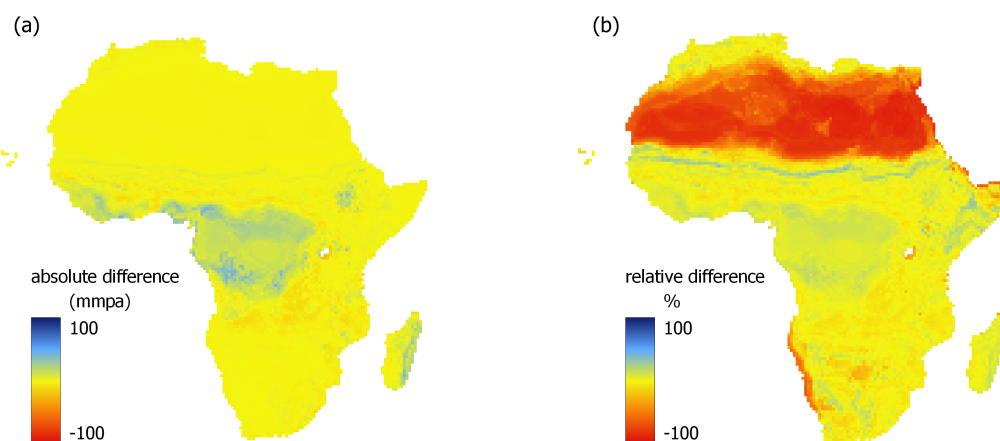 (a)
absolute difference
(mmpa)
100
-100
(b)
relative difference
%
100
-100